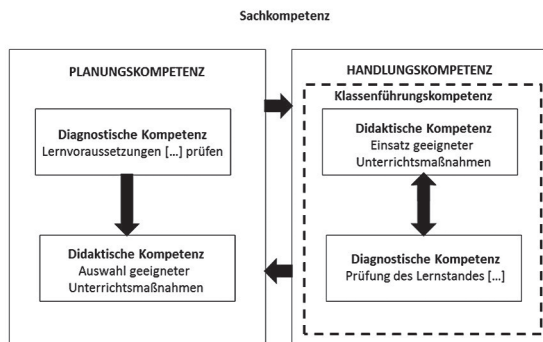 Sachkompetenz
PLANUNGSKOMPETENZ
Diagnostische Kompetenz
Lernvoraussetzungen […] prüfen
Didaktische Kompetenz
Auswahl geeigneter
Unterrichtsmaßnahmen
HANDLUNGSKOMPETENZ
Klassenführungskompetenz
Didaktische Kompetenz
Einsatz geeigneter
Unterrichtsmaßnahmen
Diagnostische Kompetenz
Prüfung des Lernstandes […]